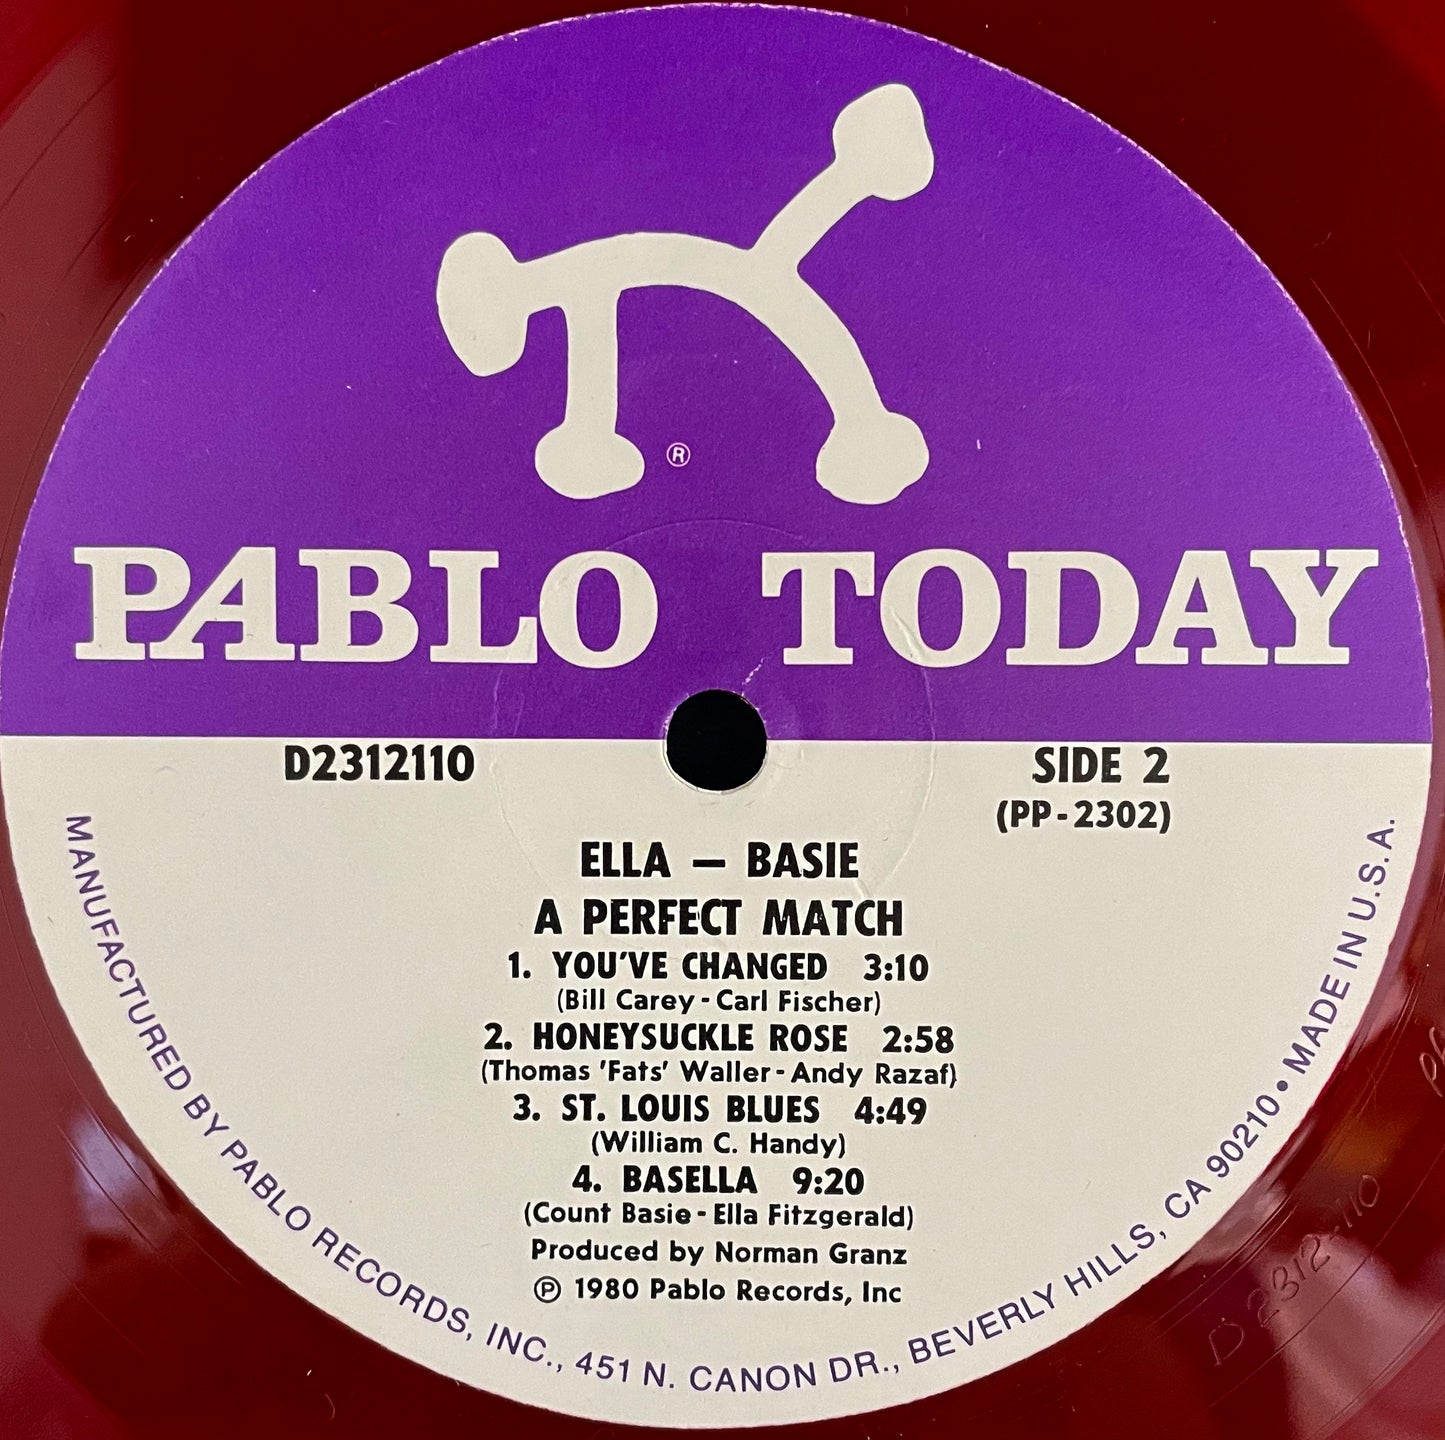 ®
PABLO TODAY
D2312110
SIDE 2
(PP-2302)
ELLA — BASIE
A PERFECT MATCH
1. YOU'VE CHANGED 3:10
(Bill Carey - Carl Fischer)
2. HONEYSUCKLE ROSE 2:58
(Thomas 'Fats' Waller - Andy Razaf)
3. ST. LOUIS BLUES 4:49
(William C. Handy)
4. BASELLA 9:20
(Count Basie - Ella Fitzgerald)
Produced by Norman Granz
℗ 1980 Pablo Records, Inc
MANUFACTURED BY PABLO RECORDS, INC., 451 N. CANON DR., BEVERLY HILLS, CA 90210 • MADE IN U.S.A.
D 2312-110